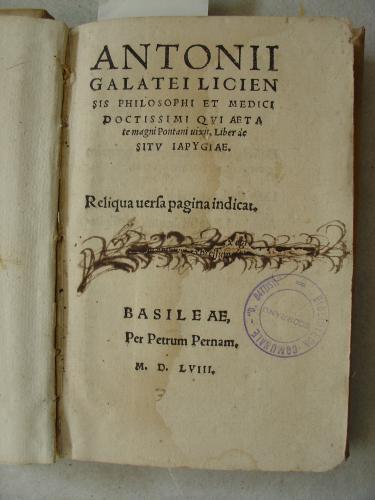 ANTONII
GALATEI LICIEN
SIS PHILOSOPHI ET MEDICI
DOCTISSIMI QVI AETA
te magni Pontani uixit, Liber de
SITV IAPYGIAE.
Reliqua uersa pagina indicat.
BASILEAE,
Per Petrum Pernam.
M. D. LVIII.
COMUNALE